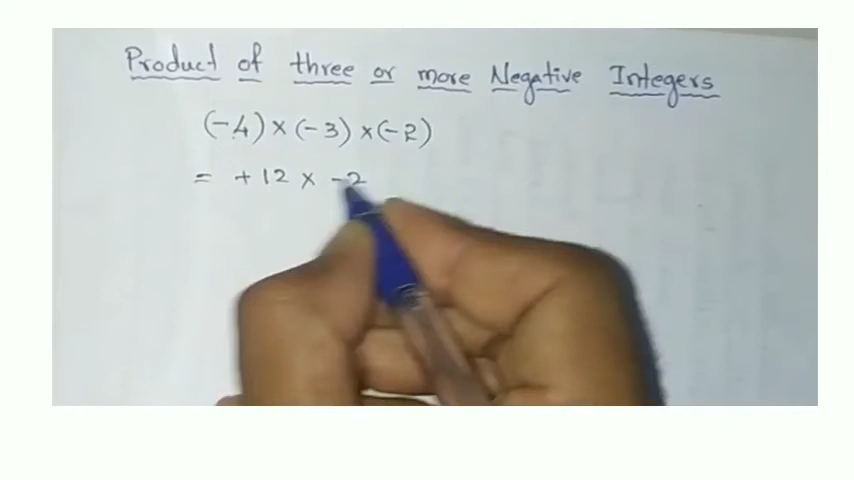 Product of three or more Negative Integers
(-4) × (-3) × (-2)
= +12 × -2